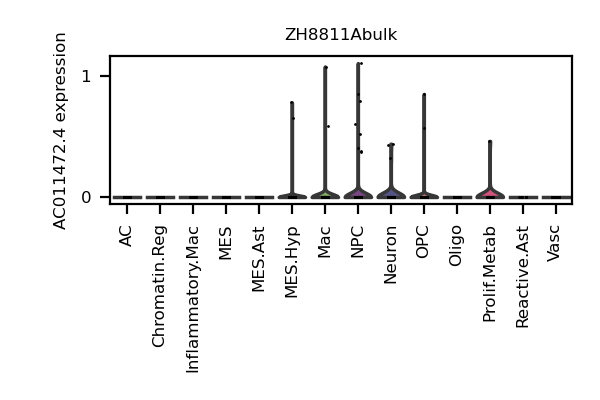 ZH8811Abulk
AC011472.4 expression
1
0
AC
Chromatin.Reg
Inflammatory.Mac
MES
MES.Ast
MES.Hyp
Mac
NPC
Neuron
OPC
Oligo
Prolif.Metab
Reactive.Ast
Vasc